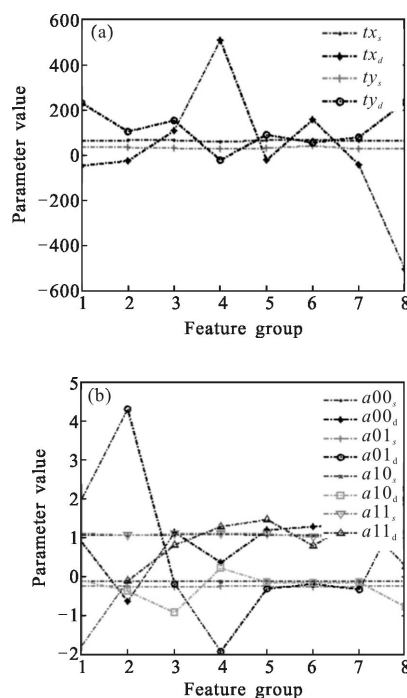 (a)
600
400
200
0
−200
−400
−600
Parameter value
tx_s
tx_d
ty_s
ty_d
1 2 3 4 5 6 7 8
Feature group
(b)
5
4
3
2
1
0
−1
−2
Parameter value
a00_s
a00_d
a01_s
a01_d
a10_s
a10_d
a11_s
a11_d
1 2 3 4 5 6 7 8
Feature group